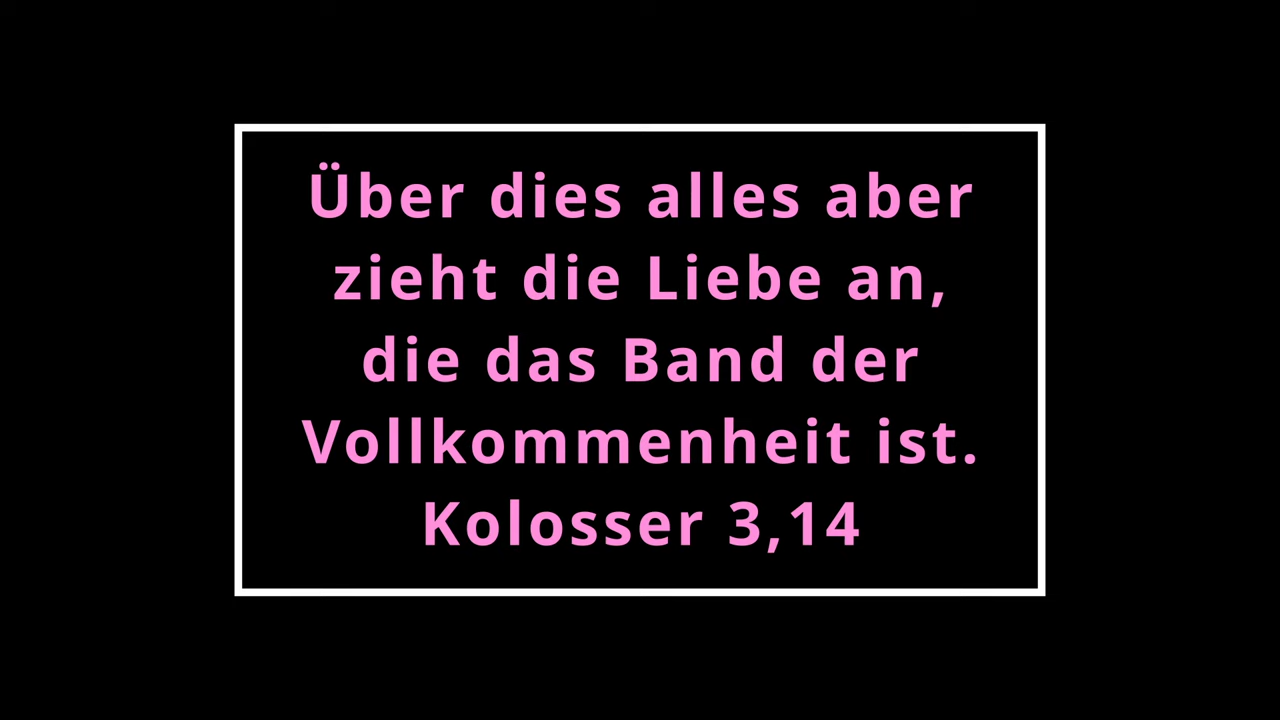 Über dies alles aber
zieht die Liebe an,
die das Band der
Vollkommenheit ist.
Kolosser 3,14